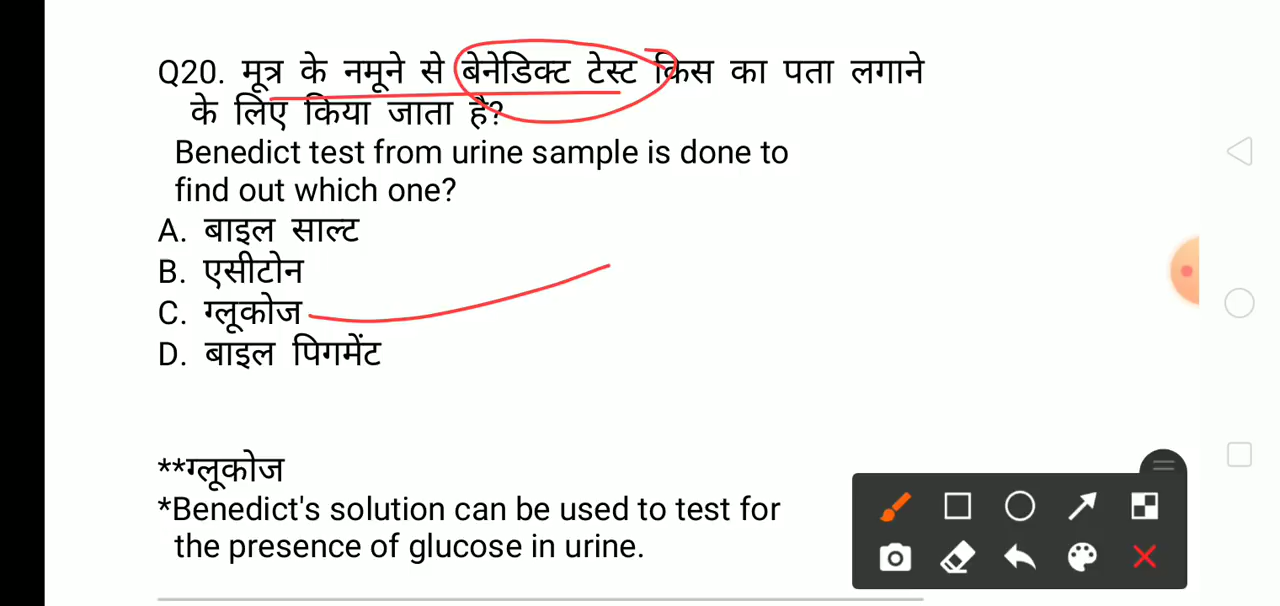 Q20. मूत्र के नमूने से बेनेडिक्ट टेस्ट किस का पता लगाने
के लिए किया जाता है?
Benedict test from urine sample is done to
find out which one?
A. बाइल साल्ट
B. एसीटोन
C. ग्लूकोज
D. बाइल पिगमेंट
**ग्लूकोज
*Benedict's solution can be used to test for
the presence of glucose in urine.